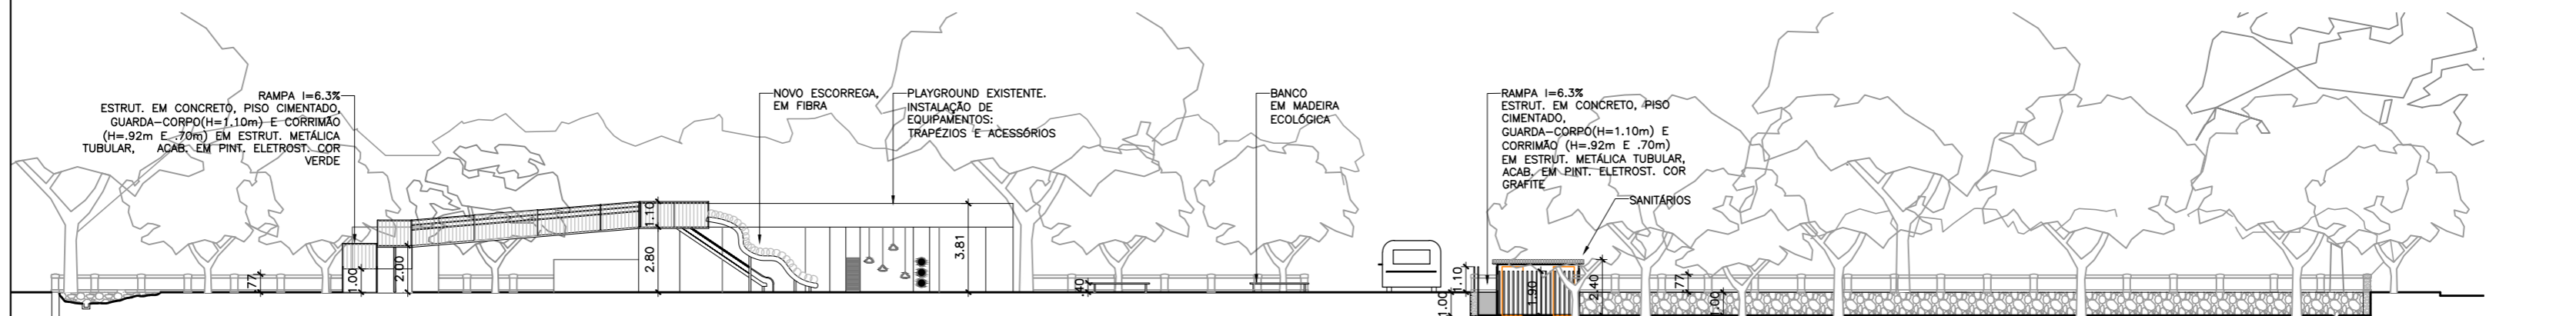 RAMPA I=6.3%
ESTRUT. EM CONCRETO, PISO CIMENTADO,
GUARDA-CORPO(H=1.10m) E CORRIMÃO
(H=.92m E .70m) EM ESTRUT. METÁLICA
TUBULAR, ACAB. EM PINT. ELETROST. COR
VERDE
NOVO ESCORREGA,
EM FIBRA
PLAYGROUND EXISTENTE.
INSTALAÇÃO DE
EQUIPAMENTOS:
TRAPÉZIOS E ACESSÓRIOS
BANCO
EM MADEIRA
ECOLÓGICA
RAMPA I=6.3%
ESTRUT. EM CONCRETO, PISO
CIMENTADO,
GUARDA-CORPO(H=1.10m) E
CORRIMÃO (H=.92m E .70m)
EM ESTRUT. METÁLICA TUBULAR,
ACAB. EM PINT. ELETROST. COR
GRAFITE
SANITÁRIOS
.77
1.00
2.00
1.10
2.80
3.81
.40
1.10
1.00
1.90
2.40
.77
1.00